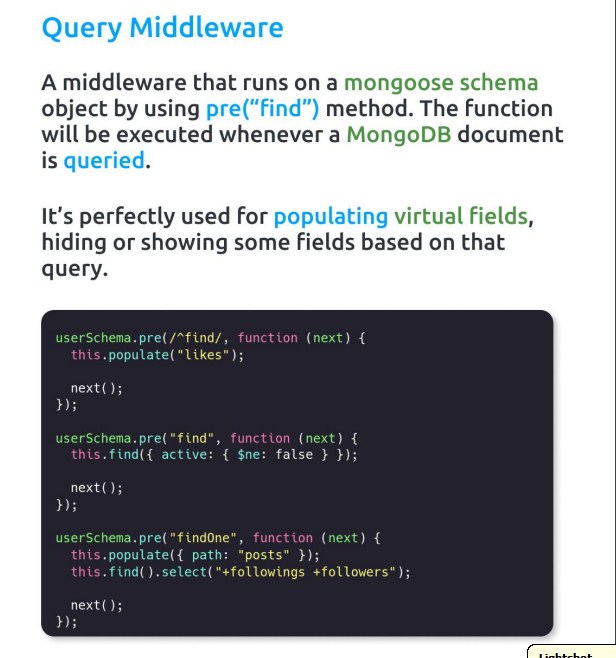 Query Middleware
A middleware that runs on a mongoose schema
object by using pre(“find”) method. The function
will be executed whenever a MongoDB document
is queried.
It’s perfectly used for populating virtual fields,
hiding or showing some fields based on that
query.
userSchema.pre(/^find/, function (next) {
  this.populate("likes");
  next();
});
userSchema.pre("find", function (next) {
  this.find({ active: { $ne: false } });
  next();
});
userSchema.pre("findOne", function (next) {
  this.populate({ path: "posts" });
  this.find().select("+followings +followers");
  next();
});